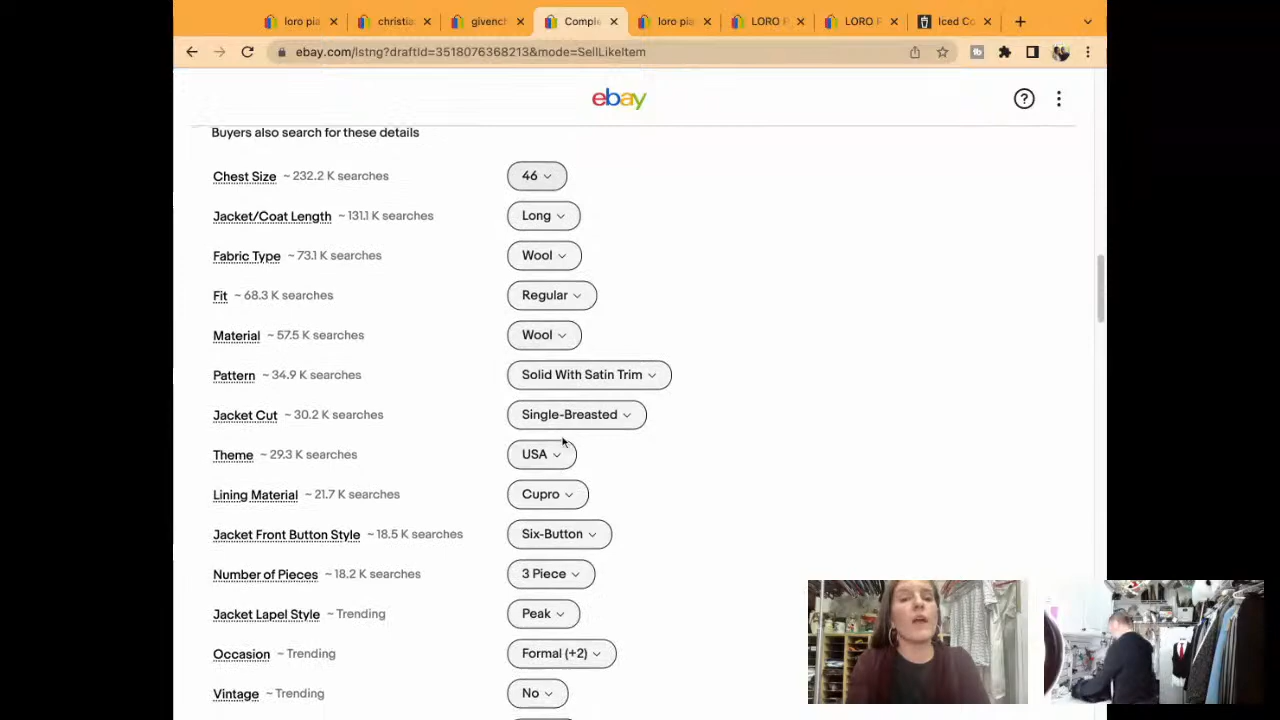 loro pia
christia
givench
Comple
loro pia
LORO P
LORO F
Iced Co
ebay.com/lstng?draftId=3518076368213&mode=SellLikeItem
ebay
Buyers also search for these details
Chest Size ~ 232.2 K searches 46
Jacket/Coat Length ~ 131.1 K searches Long
Fabric Type ~ 73.1 K searches Wool
Fit ~ 68.3 K searches Regular
Material ~ 57.5 K searches Wool
Pattern ~ 34.9 K searches Solid With Satin Trim
Jacket Cut ~ 30.2 K searches Single-Breasted
Theme ~ 29.3 K searches USA
Lining Material ~ 21.7 K searches Cupro
Jacket Front Button Style ~ 18.5 K searches Six-Button
Number of Pieces ~ 18.2 K searches 3 Piece
Jacket Lapel Style ~ Trending Peak
Occasion ~ Trending Formal (+2)
Vintage ~ Trending No